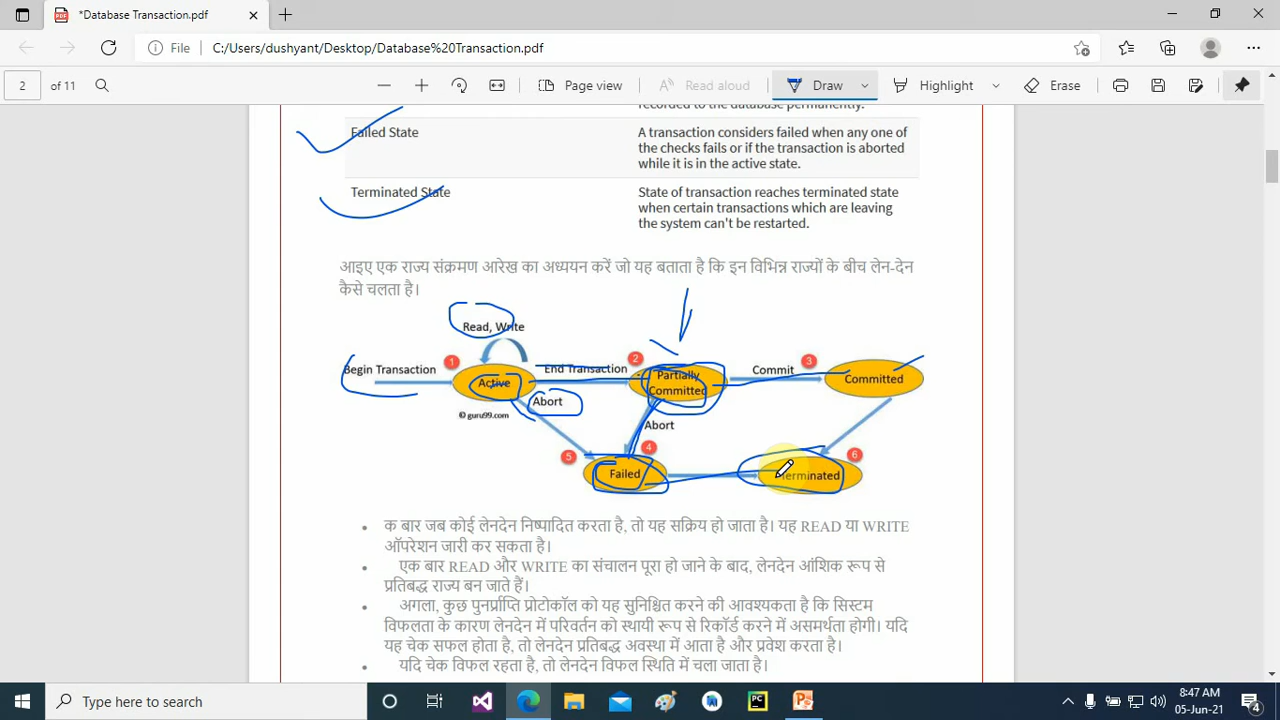 *Database Transaction.pdf
File
C:/Users/dushyant/Desktop/Database%20Transaction.pdf
2 of 11
Page view
Read aloud
Draw
Highlight
Erase
recorded to the database permanently.
Failed State
A transaction considers failed when any one of
the checks fails or if the transaction is aborted
while it is in the active state.
Terminated State
State of transaction reaches terminated state
when certain transactions which are leaving
the system can't be restarted.
आइए एक राज्य संक्रमण आरेख का अध्ययन करें जो यह बताता है कि इन विभिन्न राज्यों के बीच लेन-देन
कैसे चलता है।
Read, Write
Begin Transaction
1
Active
End Transaction
2
Partially
Committed
Commit
3
Committed
Abort
© guru99.com
Abort
5
4
Failed
6
Terminated
क बार जब कोई लेनदेन निष्पादित करता है, तो यह सक्रिय हो जाता है। यह READ या WRITE
ऑपरेशन जारी कर सकता है।
एक बार READ और WRITE का संचालन पूरा हो जाने के बाद, लेनदेन आंशिक रूप से
प्रतिबद्ध राज्य बन जाते हैं।
अगला, कुछ पुनर्प्राप्ति प्रोटोकॉल को यह सुनिश्चित करने की आवश्यकता है कि सिस्टम
विफलता के कारण लेनदेन में परिवर्तन को स्थायी रूप से रिकॉर्ड करने में असमर्थता होगी। यदि
यह चेक सफल होता है, तो लेनदेन प्रतिबद्ध अवस्था में आता है और प्रवेश करता है।
यदि चेक विफल रहता है, तो लेनदेन विफल स्थिति में चला जाता है।
Type here to search
PC
8:47 AM
05-Jun-21
4